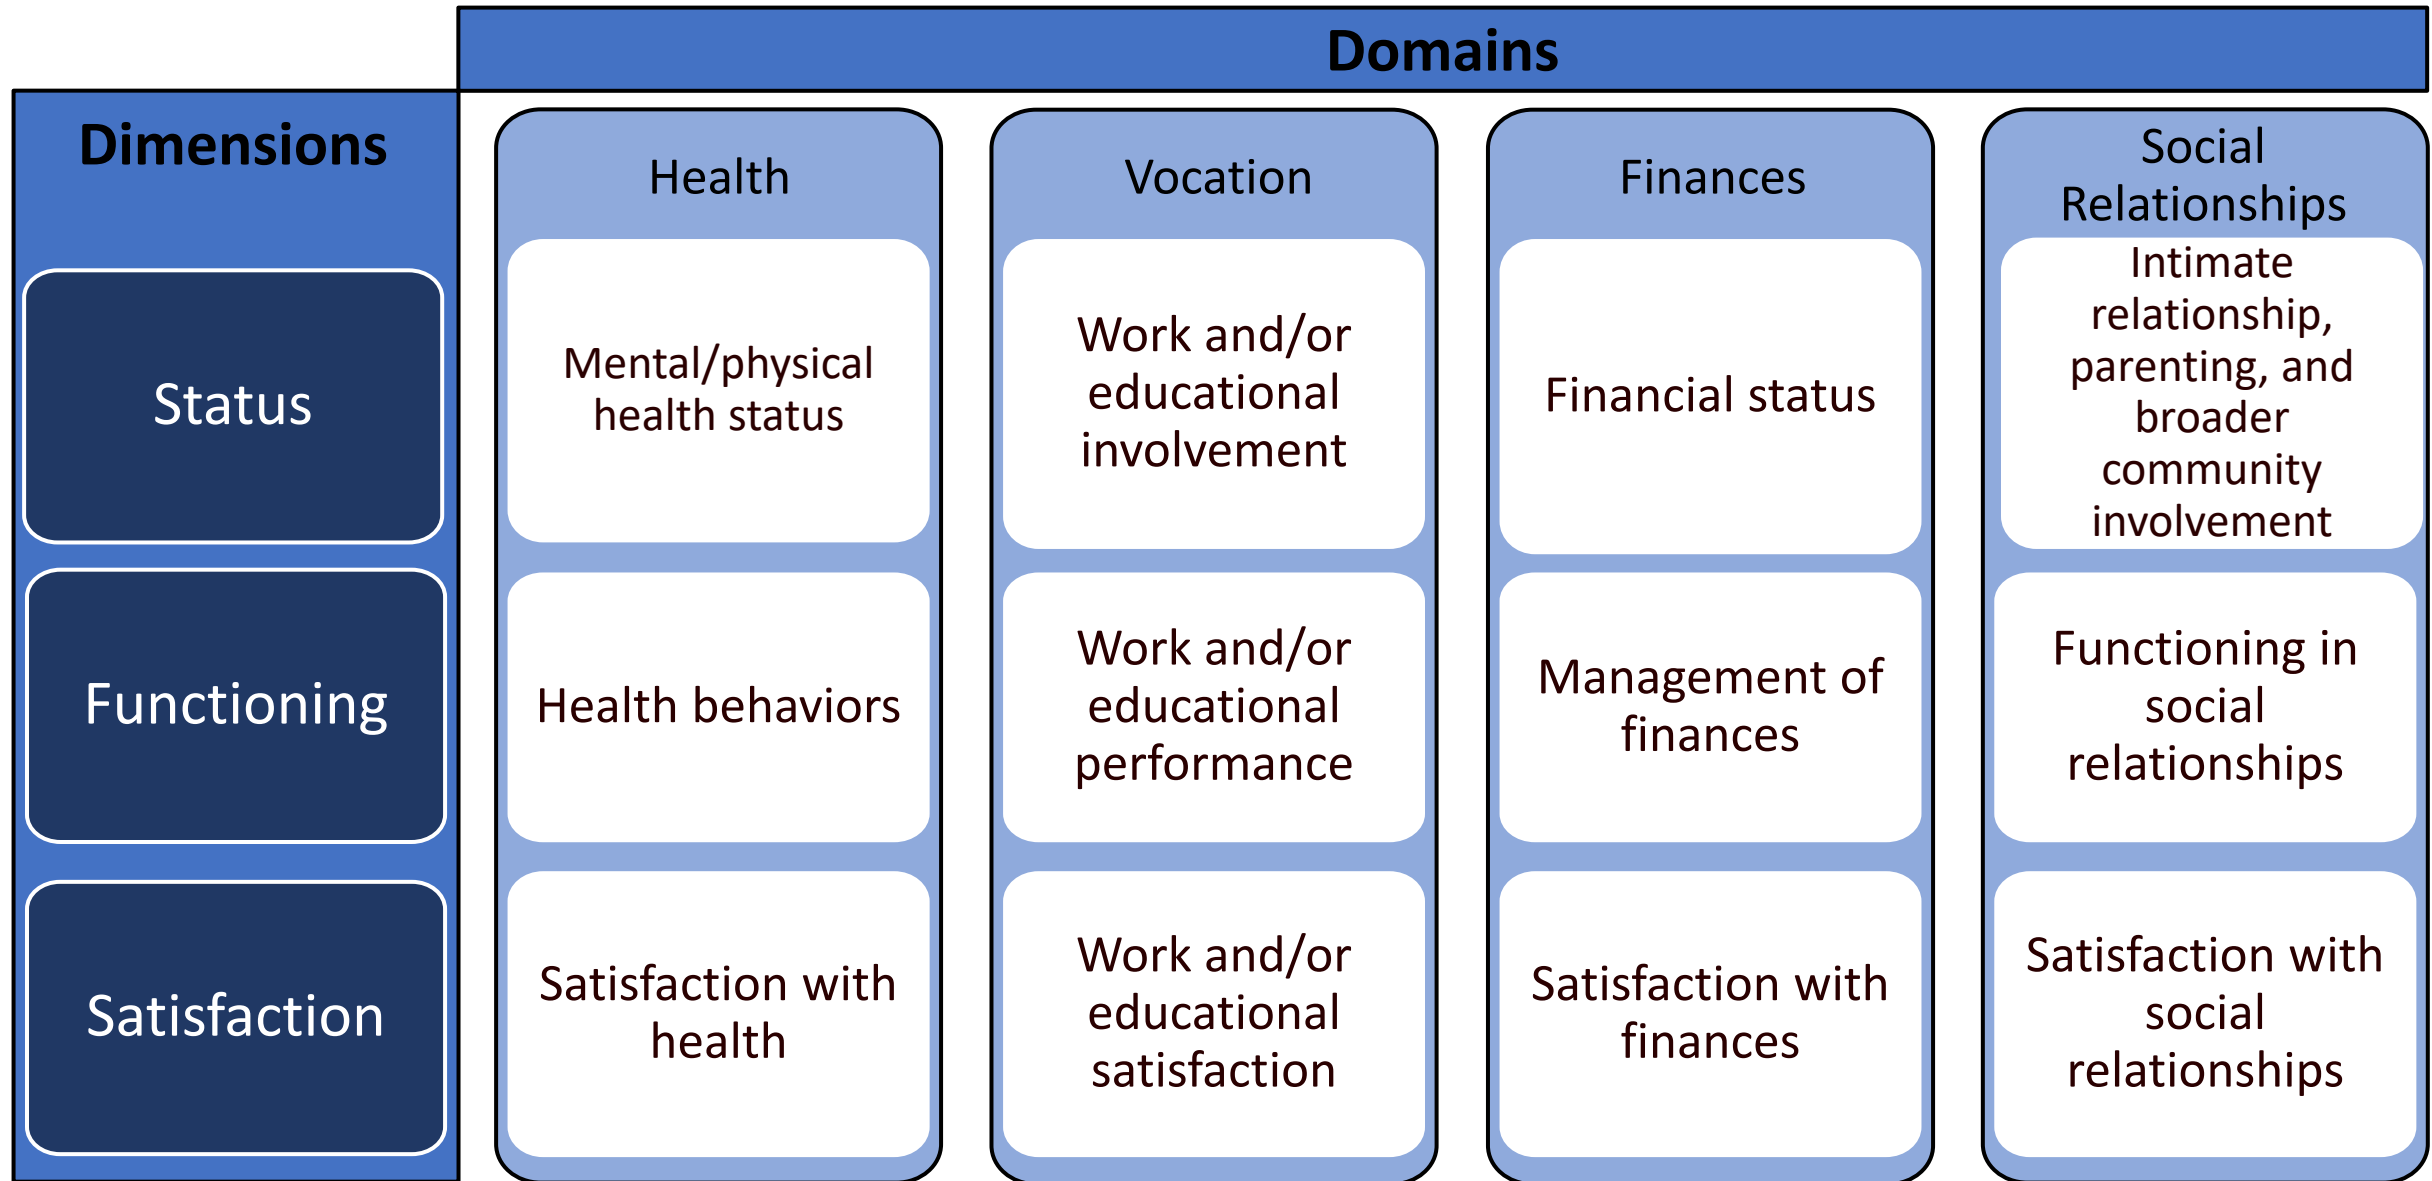 Domains
Dimensions
Health
Vocation
Finances
Social
Relationships
Status
Mental/physical
health status
Work and/or
educational
involvement
Financial status
Intimate
relationship,
parenting, and
broader
community
involvement
Functioning
Health behaviors
Work and/or
educational
performance
Management of
finances
Functioning in
social
relationships
Satisfaction
Satisfaction with
health
Work and/or
educational
satisfaction
Satisfaction with
finances
Satisfaction with
social
relationships